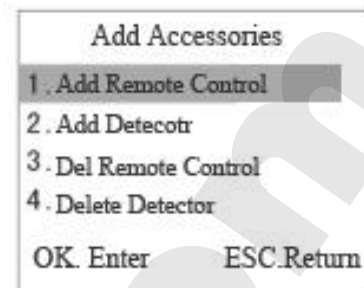 Add Accessories
1. Add Remote Control
2. Add Detecotr
3. Del Remote Control
4. Delete Detector
OK. Enter ESC.Return